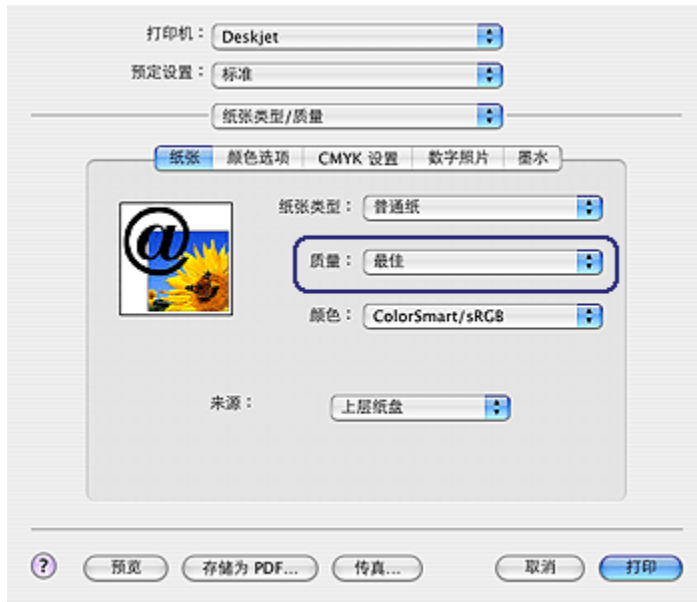 打印机： Deskjet
预定设置： 标准
纸张类型/质量
纸张 颜色选项 CMYK 设置 数字照片 墨水
纸张类型： 普通纸
@
质量： 最佳
颜色： ColorSmart/sRGB
来源： 上层纸盘
? 预览 存储为 PDF... 传真... 取消 打印